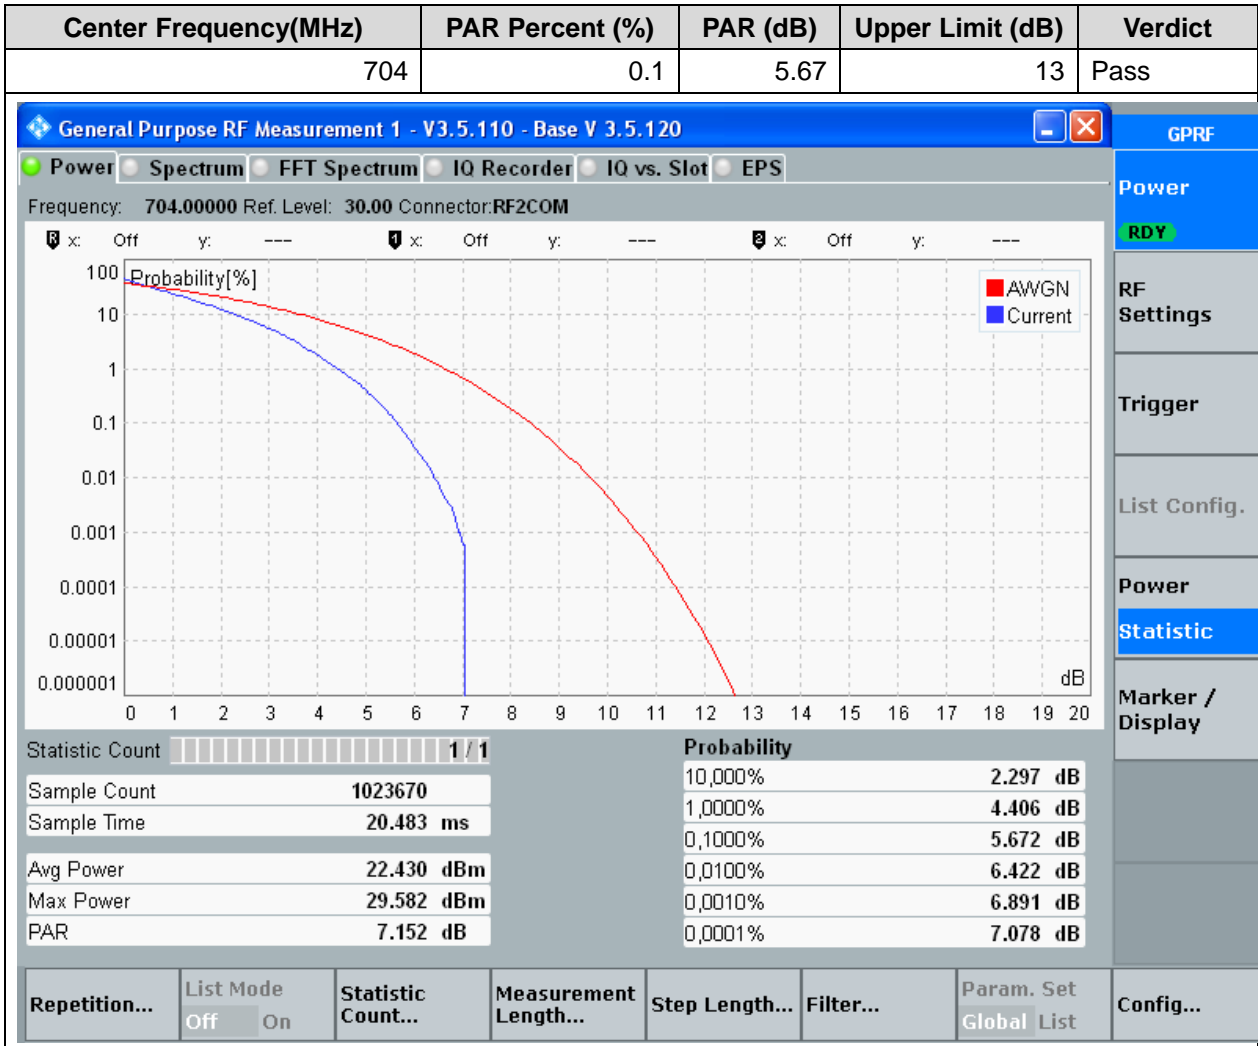 Center Frequency(MHz) PAR Percent (%) PAR (dB) Upper Limit (dB) Verdict
704 0.1 5.67 13 Pass
General Purpose RF Measurement 1 - V3.5.110 - Base V 3.5.120
GPRF
Power Spectrum FFT Spectrum IQ Recorder IQ vs. Slot EPS
Frequency: 704.00000 Ref. Level: 30.00 Connector:RF2COM
R x: Off y: --- 1 x: Off y: --- 2 x: Off y: ---
Probability[%]
AWGN
Current
100
10
1
0.1
0.01
0.001
0.0001
0.00001
0.000001
dB
0 1 2 3 4 5 6 7 8 9 10 11 12 13 14 15 16 17 18 19 20
Statistic Count 1 / 1
Sample Count 1023670
Sample Time 20.483 ms
Avg Power 22.430 dBm
Max Power 29.582 dBm
PAR 7.152 dB
Probability
10,000% 2.297 dB
1,0000% 4.406 dB
0,1000% 5.672 dB
0,0100% 6.422 dB
0,0010% 6.891 dB
0,0001% 7.078 dB
Power
RDY
RF
Settings
Trigger
List Config.
Power
Statistic
Marker /
Display
Repetition...
List Mode
Off On
Statistic
Count...
Measurement
Length...
Step Length...
Filter...
Param. Set
Global List
Config...